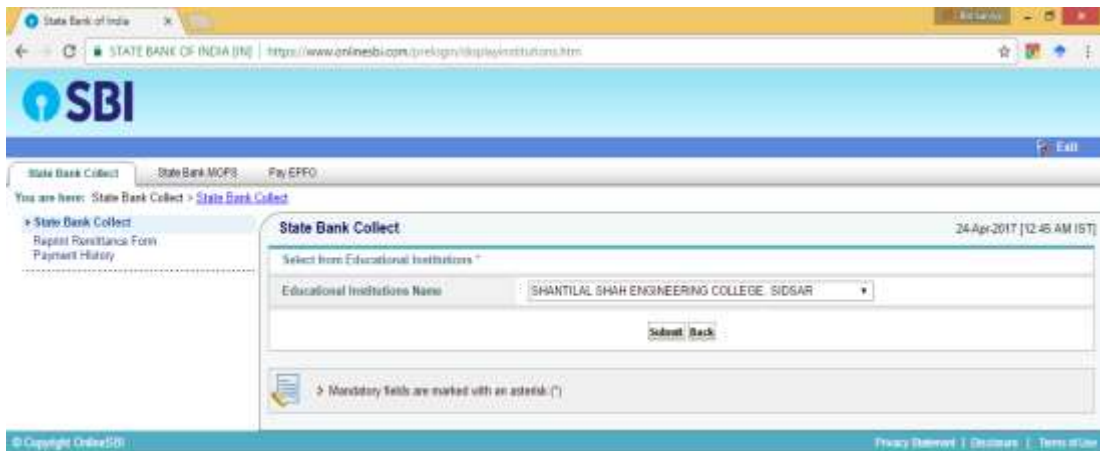 State Bank of India
STATE BANK OF INDIA [IN] | https://www.onlinesbi.com/prelogin/displayinstitutions.htm
SBI
Exit
State Bank Collect State Bank MOPS Pay EPFO
You are here: State Bank Collect > State Bank Collect
State Bank Collect
Reprint Remittance Form
Payment History
State Bank Collect 24-Apr-2017 [12:45 AM IST]
Select from Educational Institutions *
Educational Institutions Name SHANTILAL SHAH ENGINEERING COLLEGE, SIDSAR
Submit Back
> Mandatory fields are marked with an asterisk (*)
© Copyright OnlineSBI Privacy Statement | Disclosure | Terms of Use